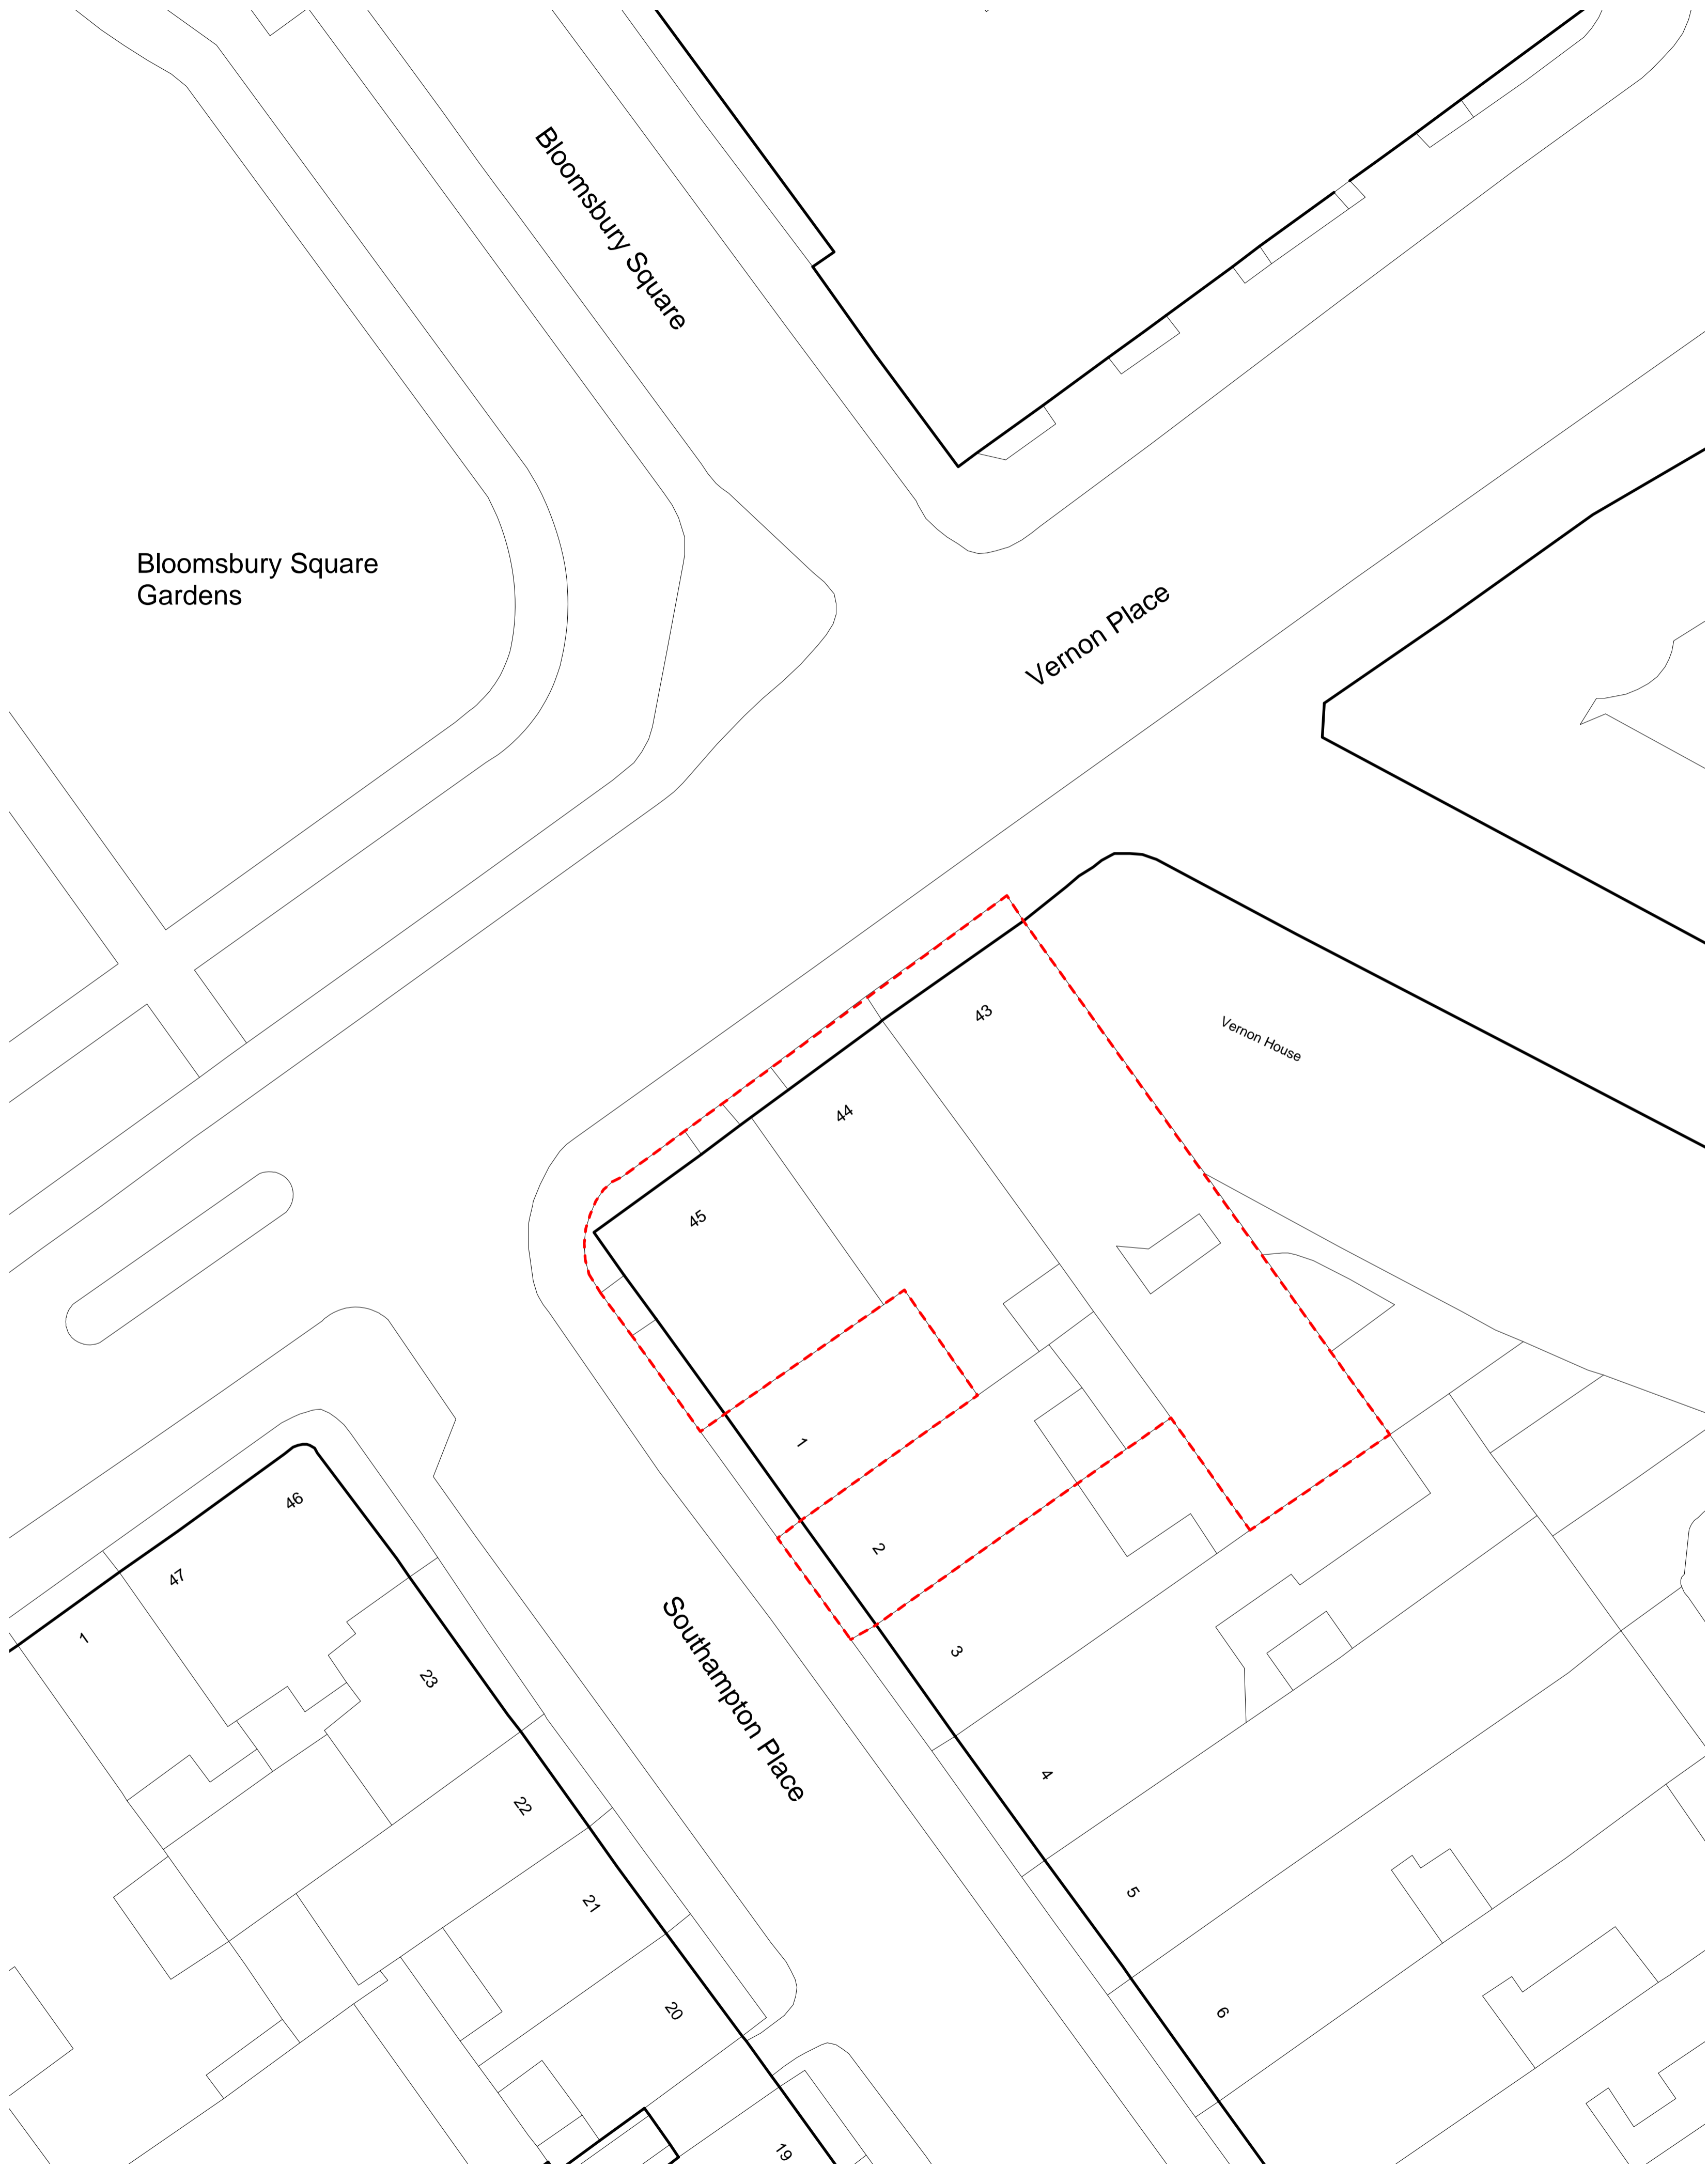 Bloomsbury Square
Bloomsbury Square
Gardens
Vernon Place
43
Vernon House
44
45
1
46
2
47
1
3
23
Southampton Place
4
22
5
21
20
6
19